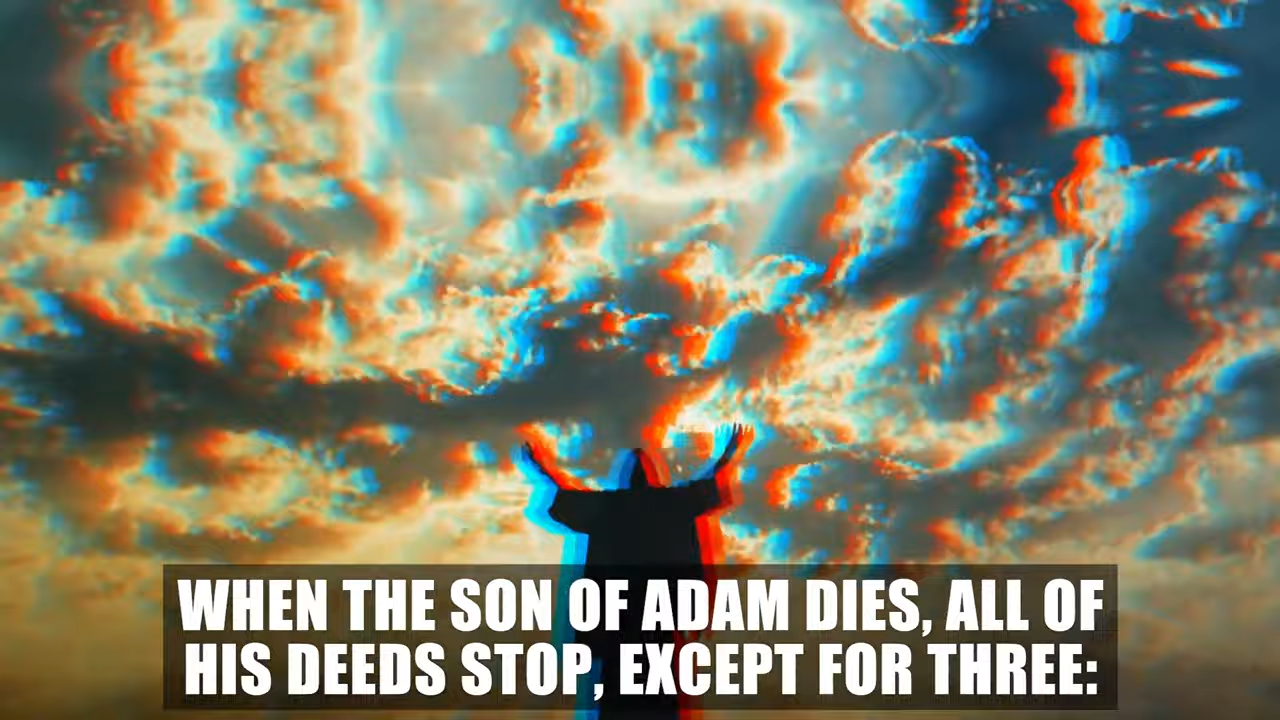 WHEN THE SON OF ADAM DIES, ALL OF
HIS DEEDS STOP, EXCEPT FOR THREE: